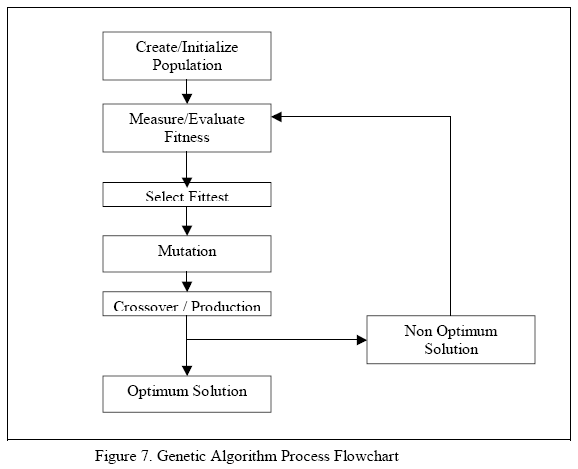 Create/Initialize
Population
Measure/Evaluate
Fitness
Select Fittest
Mutation
Crossover / Production
Non Optimum
Solution
Optimum Solution
Figure 7. Genetic Algorithm Process Flowchart